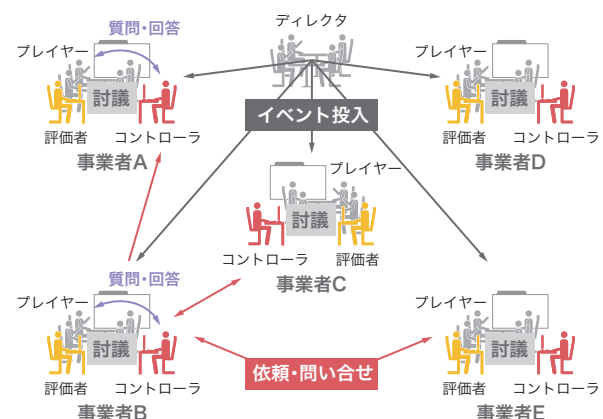 ディレクタ
イベント投入
質問・回答
プレイヤー
討議
評価者
コントローラ
事業者A
プレイヤー
討議
評価者
コントローラ
事業者D
プレイヤー
討議
コントローラ
評価者
事業者C
質問・回答
プレイヤー
討議
評価者
コントローラ
事業者B
依頼・問い合せ
プレイヤー
討議
評価者
コントローラ
事業者E